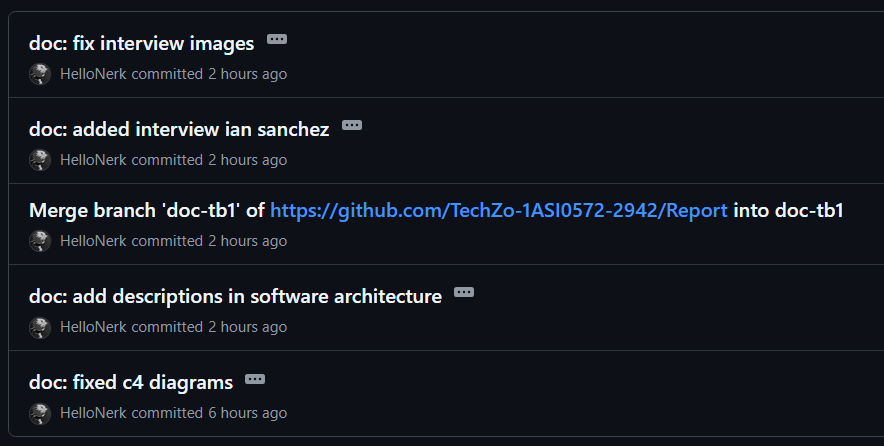 doc: fix interview images
HelloNerk committed 2 hours ago
doc: added interview ian sanchez
HelloNerk committed 2 hours ago
Merge branch 'doc-tb1' of https://github.com/TechZo-1ASI0572-2942/Report into doc-tb1
HelloNerk committed 2 hours ago
doc: add descriptions in software architecture
HelloNerk committed 2 hours ago
doc: fixed c4 diagrams
HelloNerk committed 6 hours ago